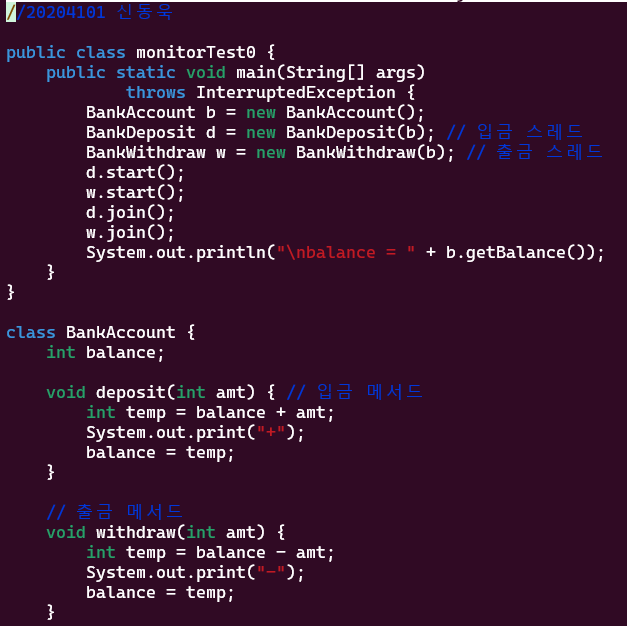 //20204101 신동욱

public class monitorTest0 {
    public static void main(String[] args)
            throws InterruptedException {
        BankAccount b = new BankAccount();
        BankDeposit d = new BankDeposit(b); // 입금 스레드
        BankWithdraw w = new BankWithdraw(b); // 출금 스레드
        d.start();
        w.start();
        d.join();
        w.join();
        System.out.println("\nbalance = " + b.getBalance());
    }
}

class BankAccount {
    int balance;

    void deposit(int amt) { // 입금 메서드
        int temp = balance + amt;
        System.out.print("+");
        balance = temp;
    }

    // 출금 메서드
    void withdraw(int amt) {
        int temp = balance - amt;
        System.out.print("-");
        balance = temp;
    }